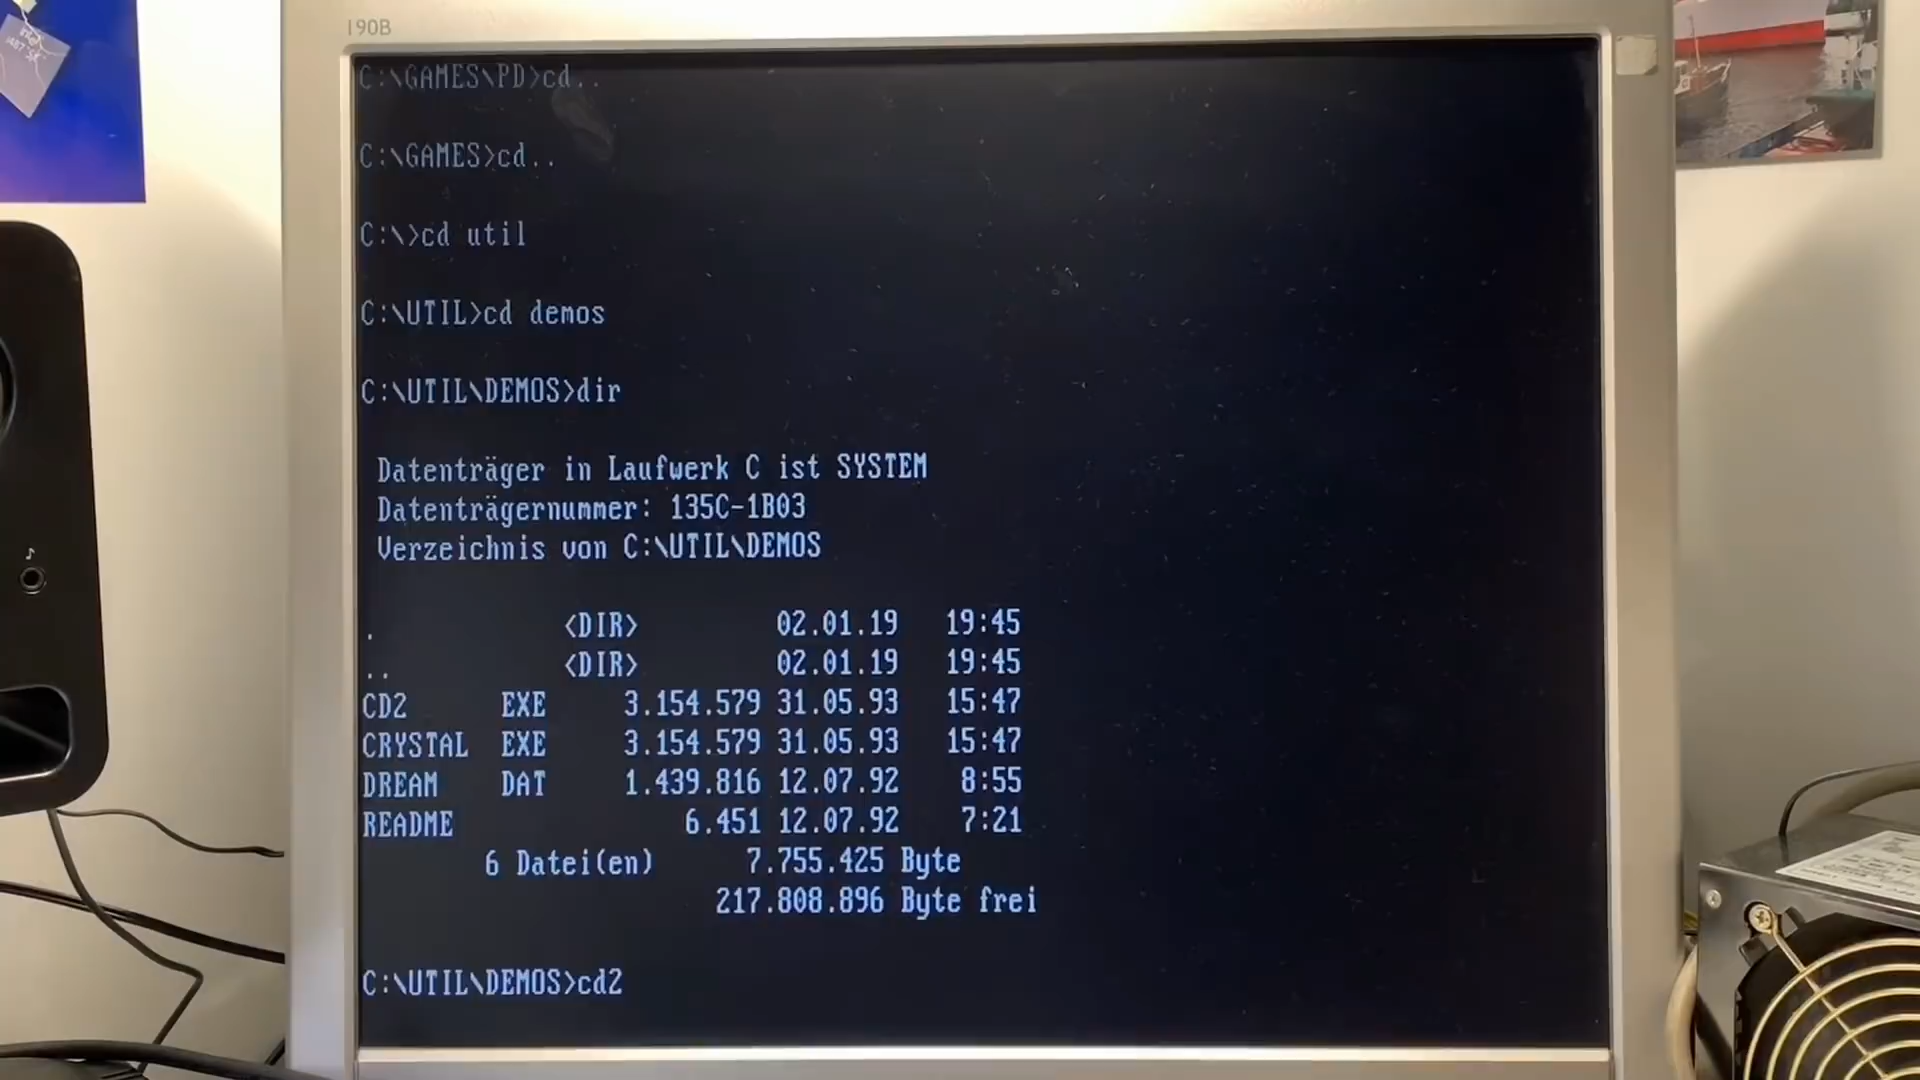 190B
C:\GAMES\PD>cd..
C:\GAMES>cd..
C:\>cd util
C:\UTIL>cd demos
C:\UTIL\DEMOS>dir
Datenträger in Laufwerk C ist SYSTEM
Datenträgernummer: 135C-1B03
Verzeichnis von C:\UTIL\DEMOS
. <DIR> 02.01.19 19:45
.. <DIR> 02.01.19 19:45
CD2 EXE 3.154.579 31.05.93 15:47
CRYSTAL EXE 3.154.579 31.05.93 15:47
DREAM DAT 1.439.816 12.07.92 8:55
README 6.451 12.07.92 7:21
6 Datei(en) 7.755.425 Byte
217.808.896 Byte frei
C:\UTIL\DEMOS>cd2